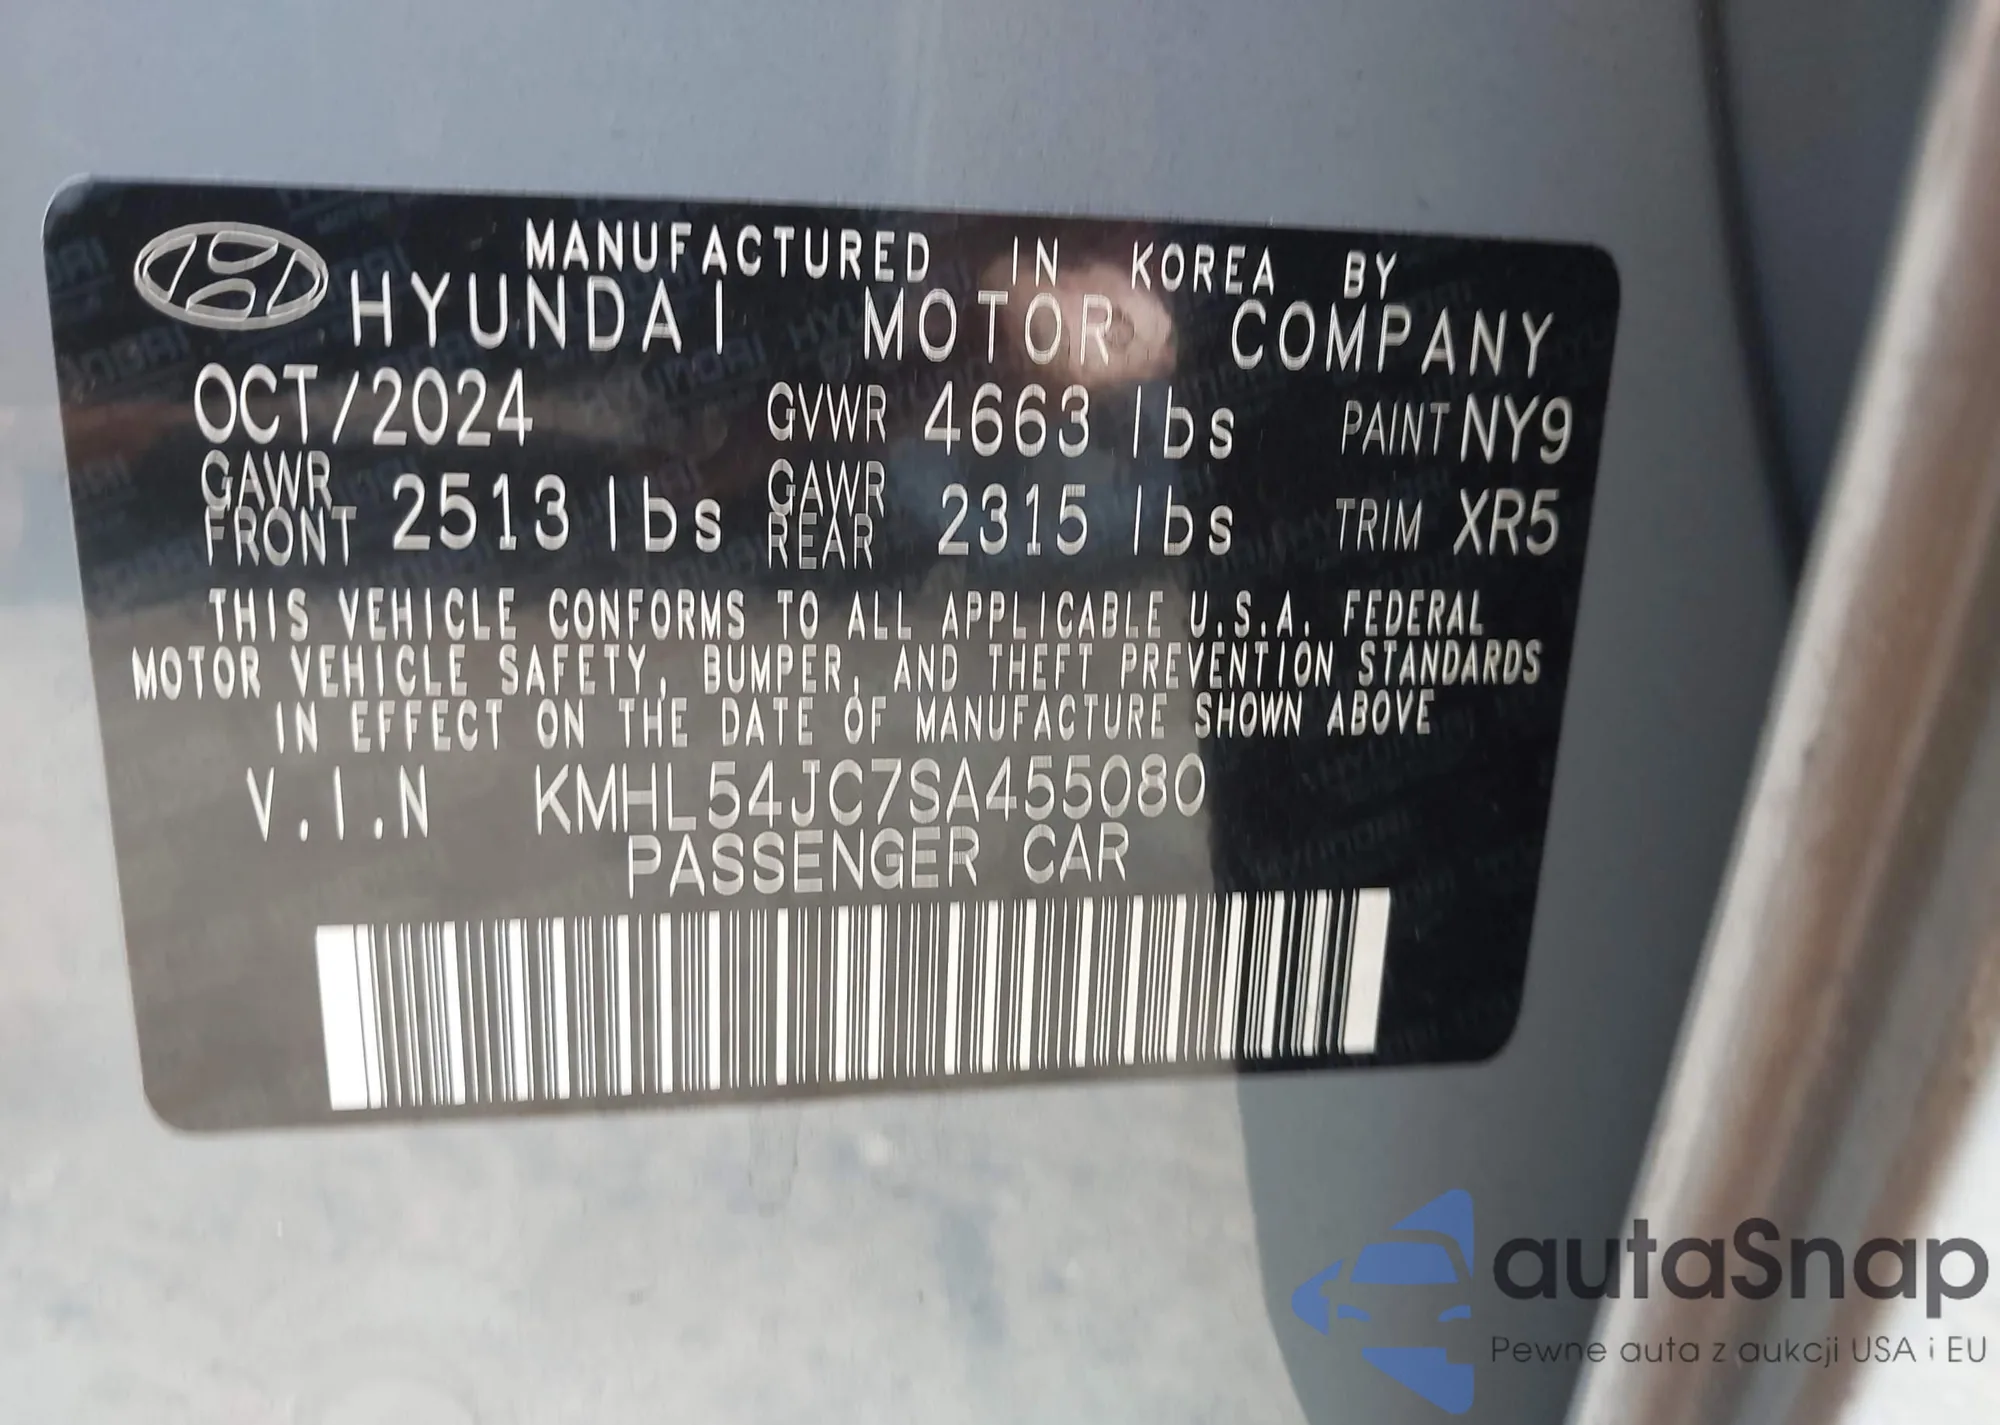 MANUFACTURED IN KOREA BY
HYUNDAI MOTOR COMPANY
OCT/2024 GVWR 4663 lbs PAINT NY9
GAWR FRONT 2513 lbs GAWR REAR 2315 lbs TRIM XR5
THIS VEHICLE CONFORMS TO ALL APPLICABLE U.S.A. FEDERAL
MOTOR VEHICLE SAFETY, BUMPER, AND THEFT PREVENTION STANDARDS
IN EFFECT ON THE DATE OF MANUFACTURE SHOWN ABOVE
V.I.N KMHL54JC7SA455080
PASSENGER CAR
autaSnap
Pewne auta z aukcji USA i EU